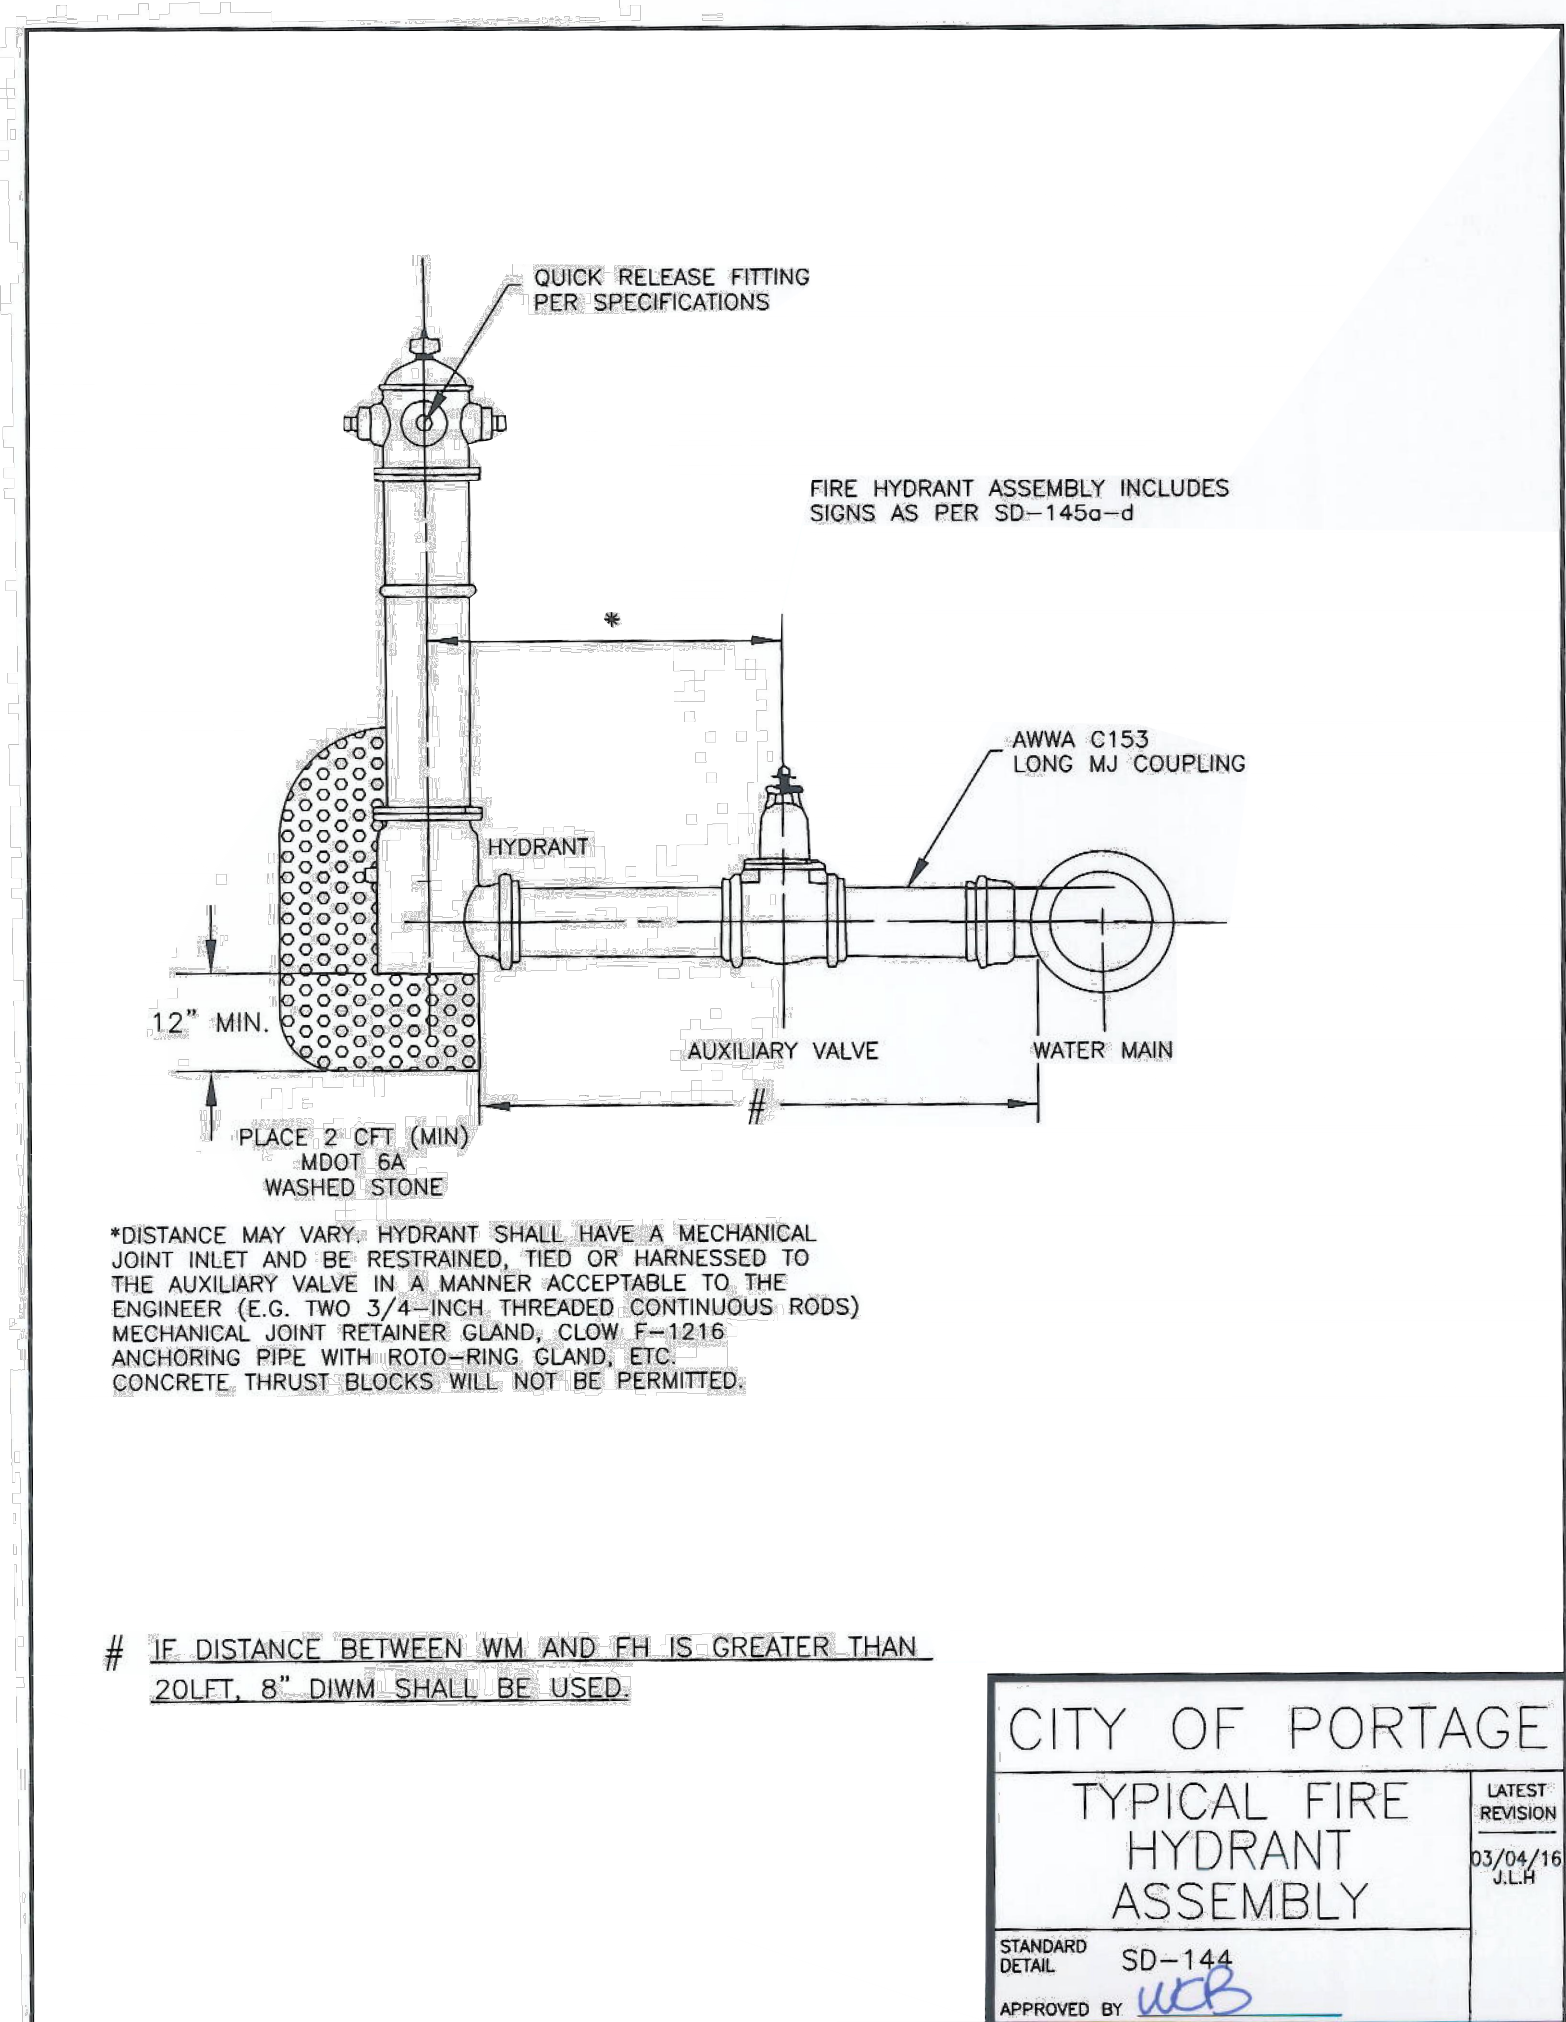 QUICK RELEASE FITTING
PER SPECIFICATIONS
FIRE HYDRANT ASSEMBLY INCLUDES
SIGNS AS PER SD-145a-d
*
AWWA C153
LONG MJ COUPLING
HYDRANT
12" MIN.
AUXILIARY VALVE
WATER MAIN
#
PLACE 2 CFT (MIN)
MDOT 6A
WASHED STONE
*DISTANCE MAY VARY. HYDRANT SHALL HAVE A MECHANICAL
JOINT INLET AND BE RESTRAINED, TIED OR HARNESSED TO
THE AUXILIARY VALVE IN A MANNER ACCEPTABLE TO THE
ENGINEER (E.G. TWO 3/4-INCH THREADED CONTINUOUS RODS)
MECHANICAL JOINT RETAINER GLAND, CLOW F-1216
ANCHORING PIPE WITH ROTO-RING GLAND, ETC.
CONCRETE THRUST BLOCKS WILL NOT BE PERMITTED.
# IF DISTANCE BETWEEN WM AND FH IS GREATER THAN
20LFT, 8" DIWM SHALL BE USED.
CITY OF PORTAGE
TYPICAL FIRE
HYDRANT
ASSEMBLY
LATEST
REVISION
03/04/16
J.L.H
STANDARD
DETAIL SD-144
APPROVED BY WCB